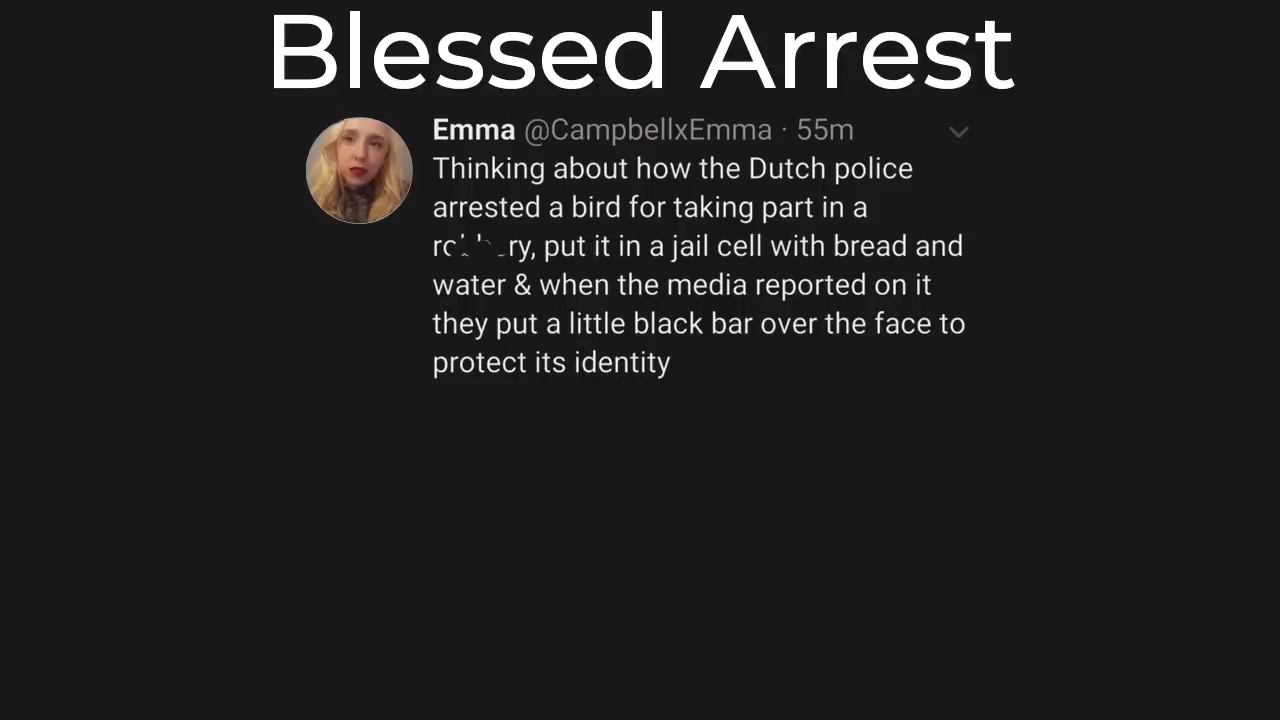 Blessed Arrest
Emma @CampbellxEmma · 55m
Thinking about how the Dutch police
arrested a bird for taking part in a
put it in a jail cell with bread and
water & when the media reported on it
they put a little black bar over the face to
protect its identity